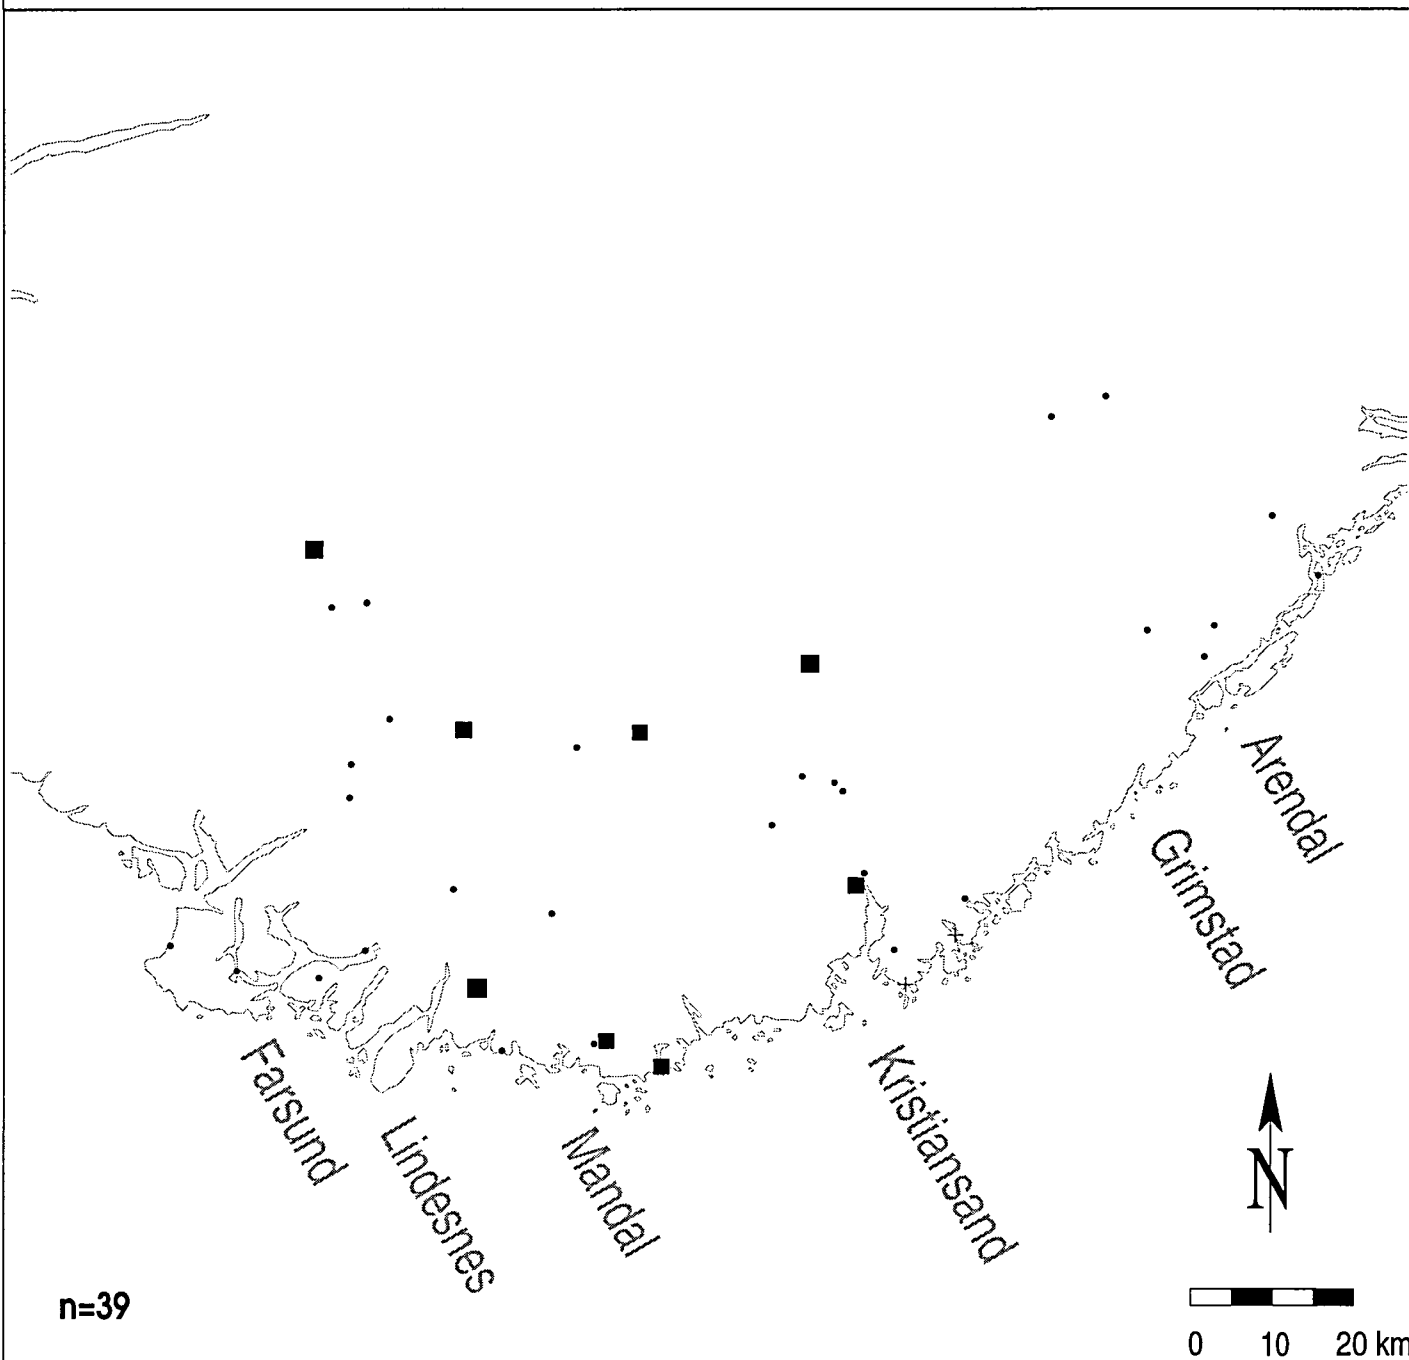 Arendal
Grimstad
Kristiansand
Farsund
Lindesnes
Mandal
N
n=39
0 10 20 km